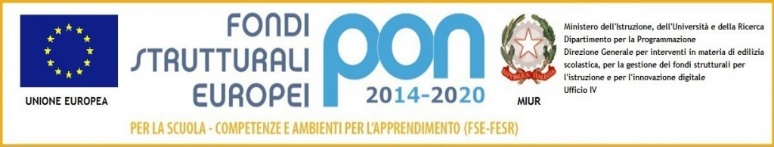 UNIONE EUROPEA
FONDI
STRUTTURALI
EUROPEI
pon
2014-2020
MIUR
Ministero dell'Istruzione, dell'Università e della Ricerca
Dipartimento per la Programmazione
Direzione Generale per interventi in materia di edilizia
scolastica, per la gestione dei fondi strutturali per
l'istruzione e per l'innovazione digitale
Ufficio IV
PER LA SCUOLA - COMPETENZE E AMBIENTI PER L'APPRENDIMENTO (FSE-FESR)